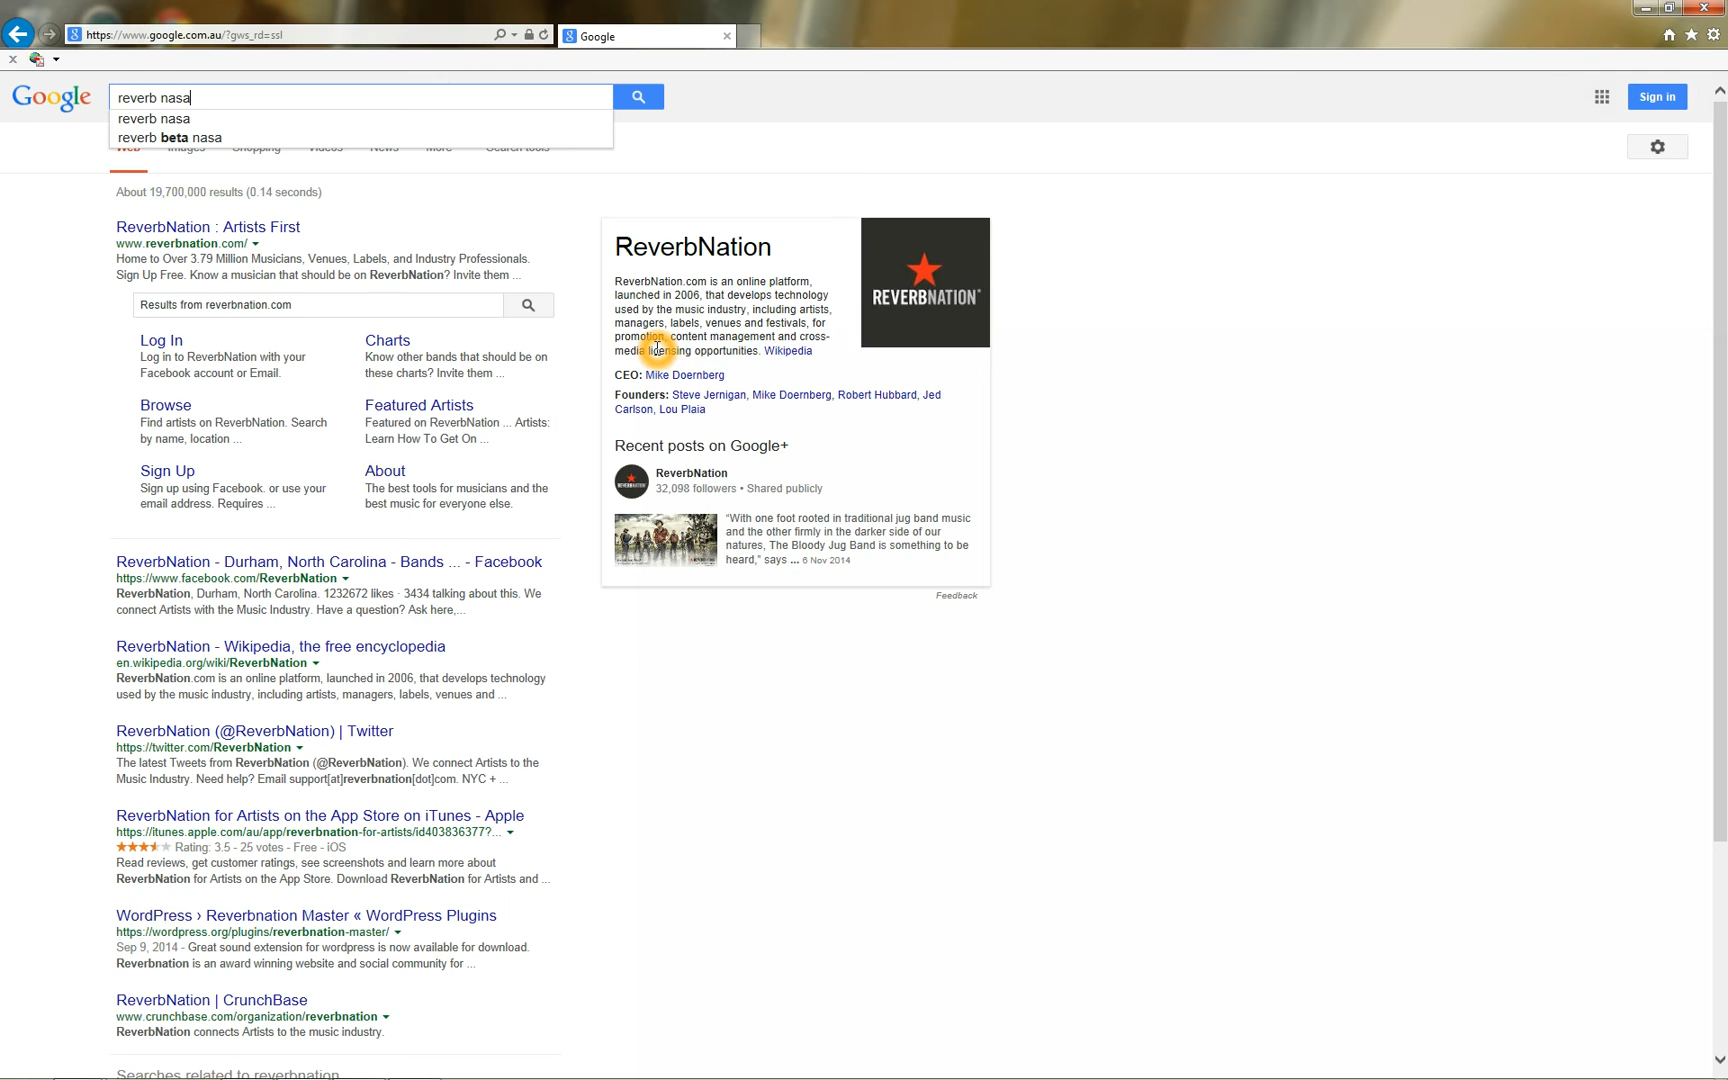 https://www.google.com.au/?gws_rd=ssl
Google
Google
reverb nasa
Sign in
reverb nasa
reverb beta nasa
About 19,700,000 results (0.14 seconds)
ReverbNation : Artists First
www.reverbnation.com/
Home to Over 3.79 Million Musicians, Venues, Labels, and Industry Professionals.
Sign Up Free. Know a musician that should be on ReverbNation? Invite them ...
Results from reverbnation.com
Log In
Log in to ReverbNation with your
Facebook account or Email.
Charts
Know other bands that should be on
these charts? Invite them ...
Browse
Find artists on ReverbNation. Search
by name, location ...
Featured Artists
Featured on ReverbNation ... Artists:
Learn How To Get On ...
Sign Up
Sign up using Facebook. or use your
email address. Requires ...
About
The best tools for musicians and the
best music for everyone else.
ReverbNation - Durham, North Carolina - Bands ... - Facebook
https://www.facebook.com/ReverbNation
ReverbNation, Durham, North Carolina. 1232672 likes · 3434 talking about this. We
connect Artists with the Music Industry. Have a question? Ask here,...
ReverbNation - Wikipedia, the free encyclopedia
en.wikipedia.org/wiki/ReverbNation
ReverbNation.com is an online platform, launched in 2006, that develops technology
used by the music industry, including artists, managers, labels, venues and ...
ReverbNation (@ReverbNation) | Twitter
https://twitter.com/ReverbNation
The latest Tweets from ReverbNation (@ReverbNation). We connect Artists to the
Music Industry. Need help? Email support[at]reverbnation[dot]com. NYC + ...
ReverbNation for Artists on the App Store on iTunes - Apple
https://itunes.apple.com/au/app/reverbnation-for-artists/id403836377?...
Rating: 3.5 - 25 votes - Free - iOS
Read reviews, get customer ratings, see screenshots and learn more about
ReverbNation for Artists on the App Store. Download ReverbNation for Artists and ...
WordPress › Reverbnation Master « WordPress Plugins
https://wordpress.org/plugins/reverbnation-master/
Sep 9, 2014 - Great sound extension for wordpress is now available for download.
Reverbnation is an award winning website and social community for ...
ReverbNation | CrunchBase
www.crunchbase.com/organization/reverbnation
ReverbNation connects Artists to the music industry.
Searches related to reverbnation
ReverbNation
REVERBNATION
ReverbNation.com is an online platform,
launched in 2006, that develops technology
used by the music industry, including artists,
managers, labels, venues and festivals, for
promotion, content management and cross-
media licensing opportunities. Wikipedia
CEO: Mike Doernberg
Founders: Steve Jernigan, Mike Doernberg, Robert Hubbard, Jed
Carlson, Lou Plaia
Recent posts on Google+
ReverbNation
32,098 followers • Shared publicly
"With one foot rooted in traditional jug band music
and the other firmly in the darker side of our
natures, The Bloody Jug Band is something to be
heard," says ... 6 Nov 2014
Feedback